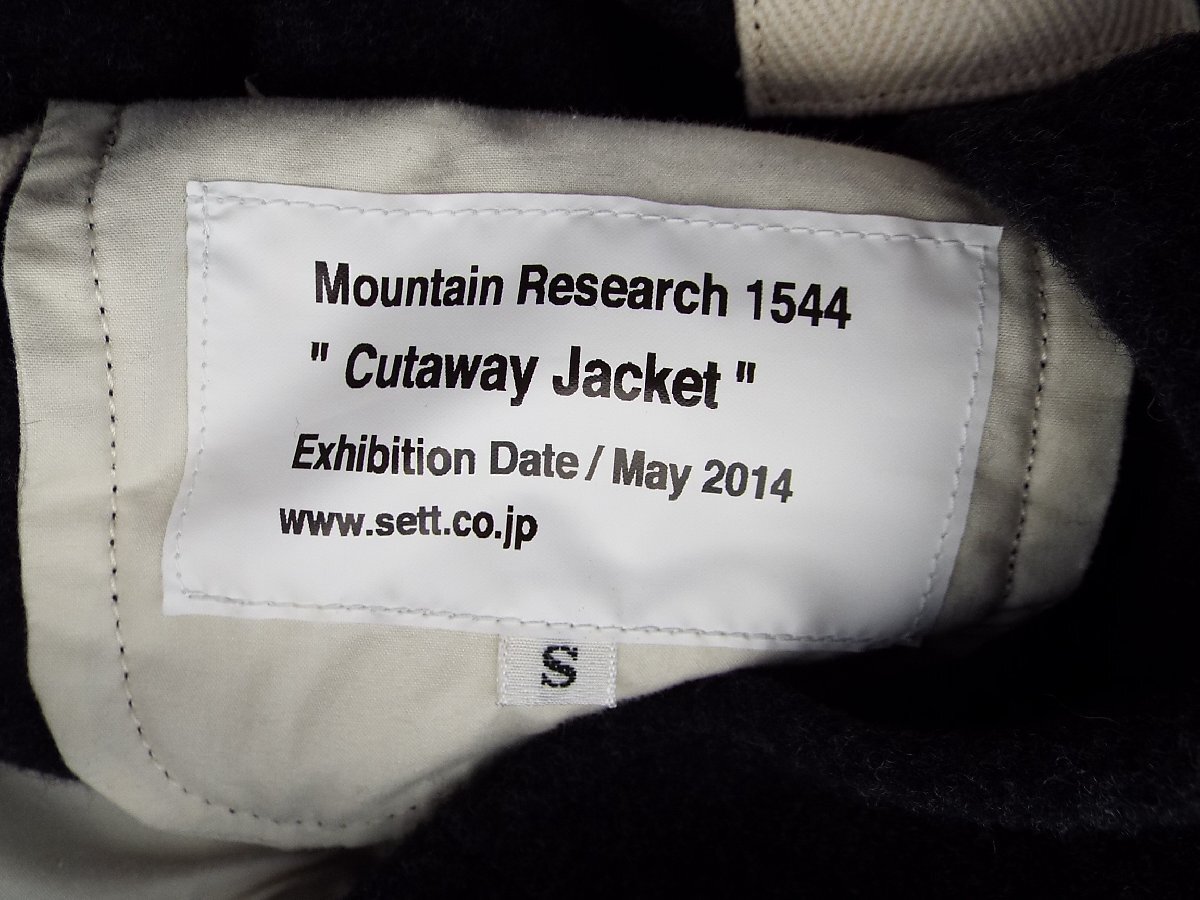 Mountain Research 1544
" Cutaway Jacket "
Exhibition Date / May 2014
www.sett.co.jp
S